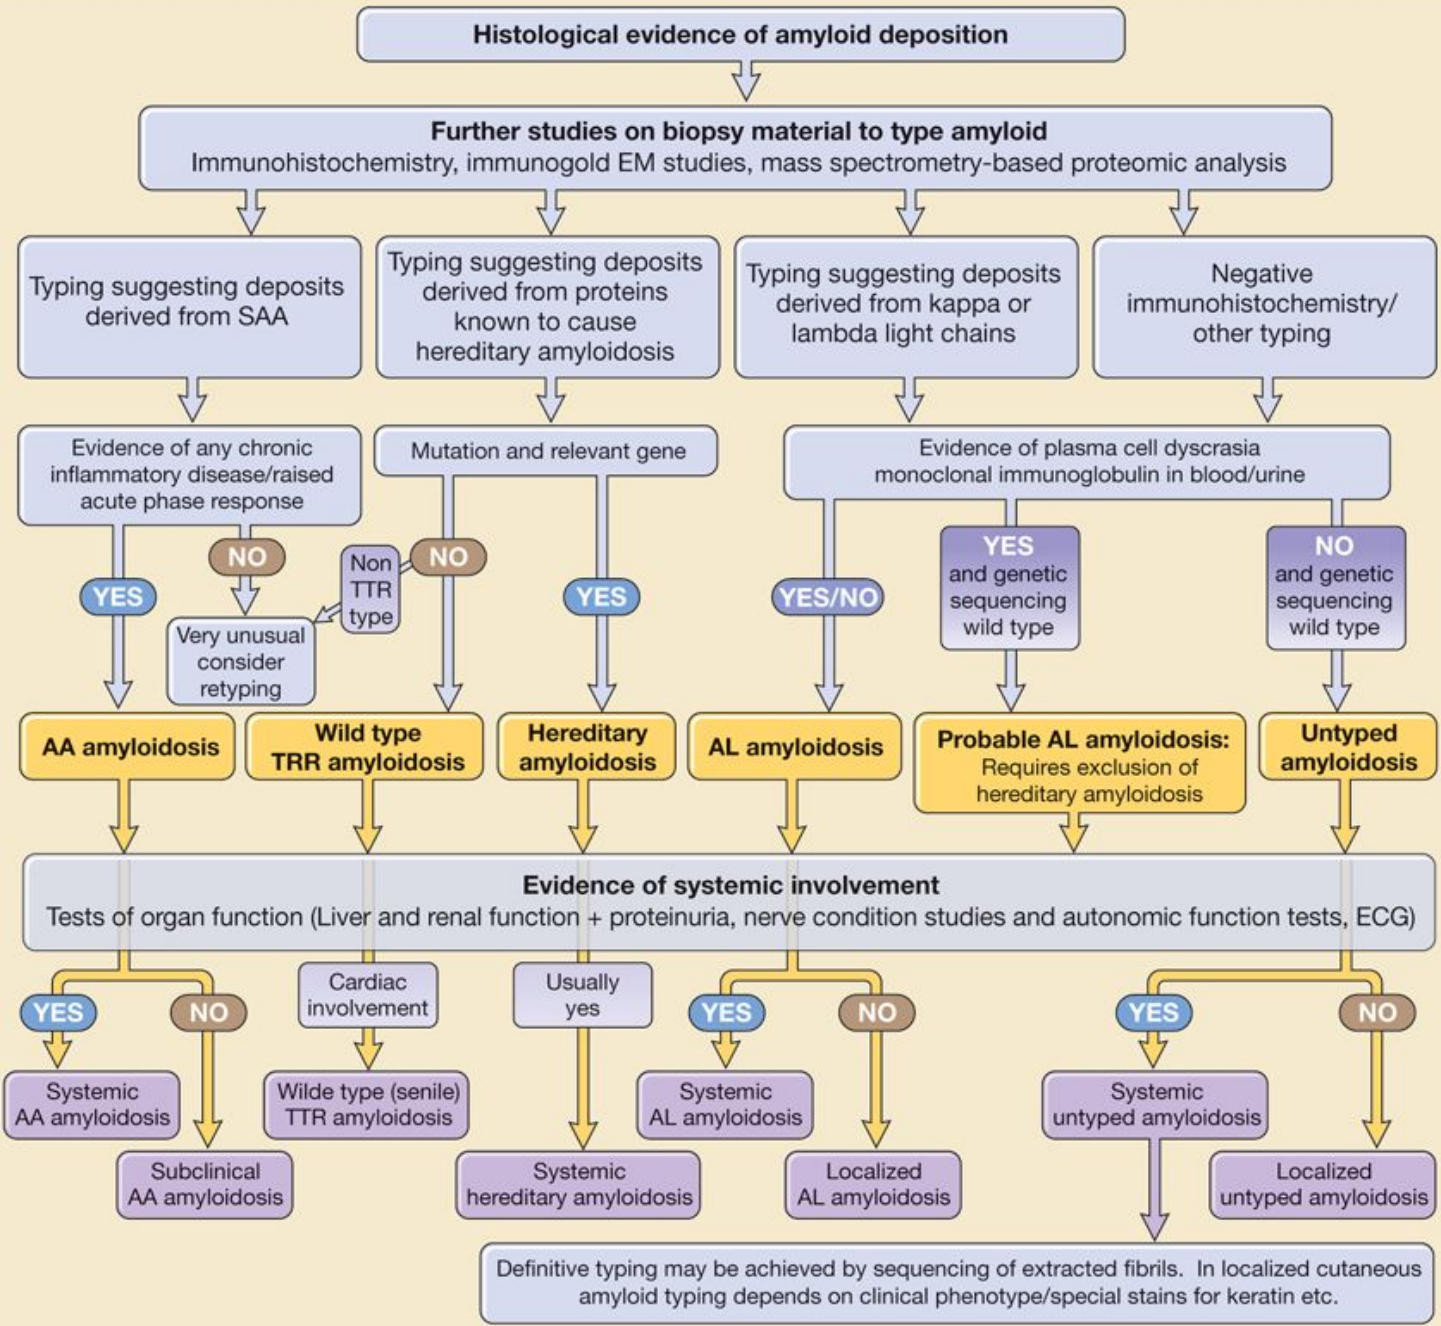 Histological evidence of amyloid deposition
Further studies on biopsy material to type amyloid
Immunohistochemistry, immunogold EM studies, mass spectrometry-based proteomic analysis
Typing suggesting deposits
derived from SAA
Typing suggesting deposits
derived from proteins
known to cause
hereditary amyloidosis
Typing suggesting deposits
derived from kappa or
lambda light chains
Negative
immunohistochemistry/
other typing
Evidence of any chronic
inflammatory disease/raised
acute phase response
Mutation and relevant gene
Evidence of plasma cell dyscrasia
monoclonal immunoglobulin in blood/urine
YES
NO
Very unusual
consider
retyping
Non
TTR
type
NO
YES
YES/NO
YES
and genetic
sequencing
wild type
NO
and genetic
sequencing
wild type
AA amyloidosis
Wild type
TRR amyloidosis
Hereditary
amyloidosis
AL amyloidosis
Probable AL amyloidosis:
Requires exclusion of
hereditary amyloidosis
Untyped
amyloidosis
Evidence of systemic involvement
Tests of organ function (Liver and renal function + proteinuria, nerve condition studies and autonomic function tests, ECG)
YES
NO
Cardiac
involvement
Usually
yes
YES
NO
YES
NO
Systemic
AA amyloidosis
Wilde type (senile)
TTR amyloidosis
Systemic
AL amyloidosis
Systemic
untyped amyloidosis
Subclinical
AA amyloidosis
Systemic
hereditary amyloidosis
Localized
AL amyloidosis
Localized
untyped amyloidosis
Definitive typing may be achieved by sequencing of extracted fibrils. In localized cutaneous
amyloid typing depends on clinical phenotype/special stains for keratin etc.